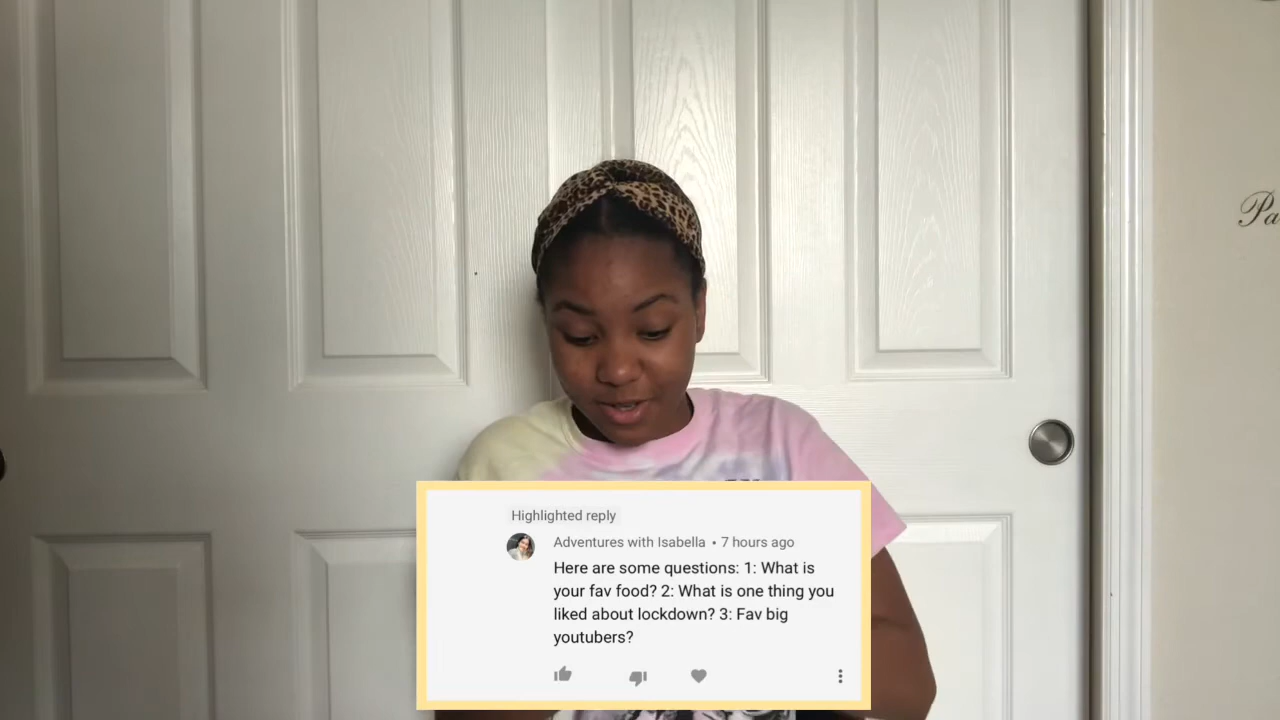 Pa
Highlighted reply
Adventures with Isabella • 7 hours ago
Here are some questions: 1: What is
your fav food? 2: What is one thing you
liked about lockdown? 3: Fav big
youtubers?